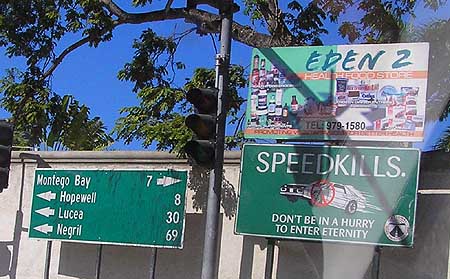 EDEN 2
HEALTH FOOD STORE
TEL: 979-1580
Montego Bay 7
Hopewell 8
Lucea 30
Negril 69
SPEEDKILLS.
DON'T BE IN A HURRY
TO ENTER ETERNITY